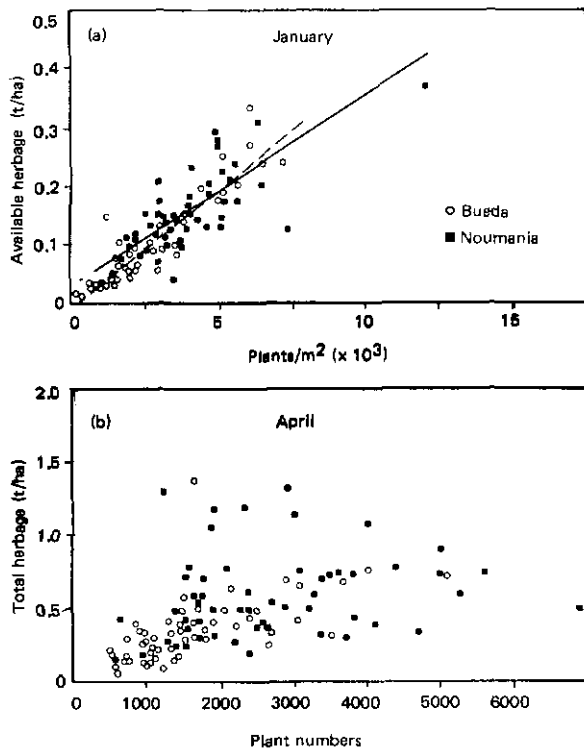 (a)
January
Available herbage (t/ha)
0.5
0.4
0.3
0.2
0.1
0
0
5
10
15
Plants/m² (x 10³)
Bueda
Noumania
(b)
April
Total herbage (t/ha)
2.0
1.5
1.0
0.5
0
1000
2000
3000
4000
5000
6000
Plant numbers